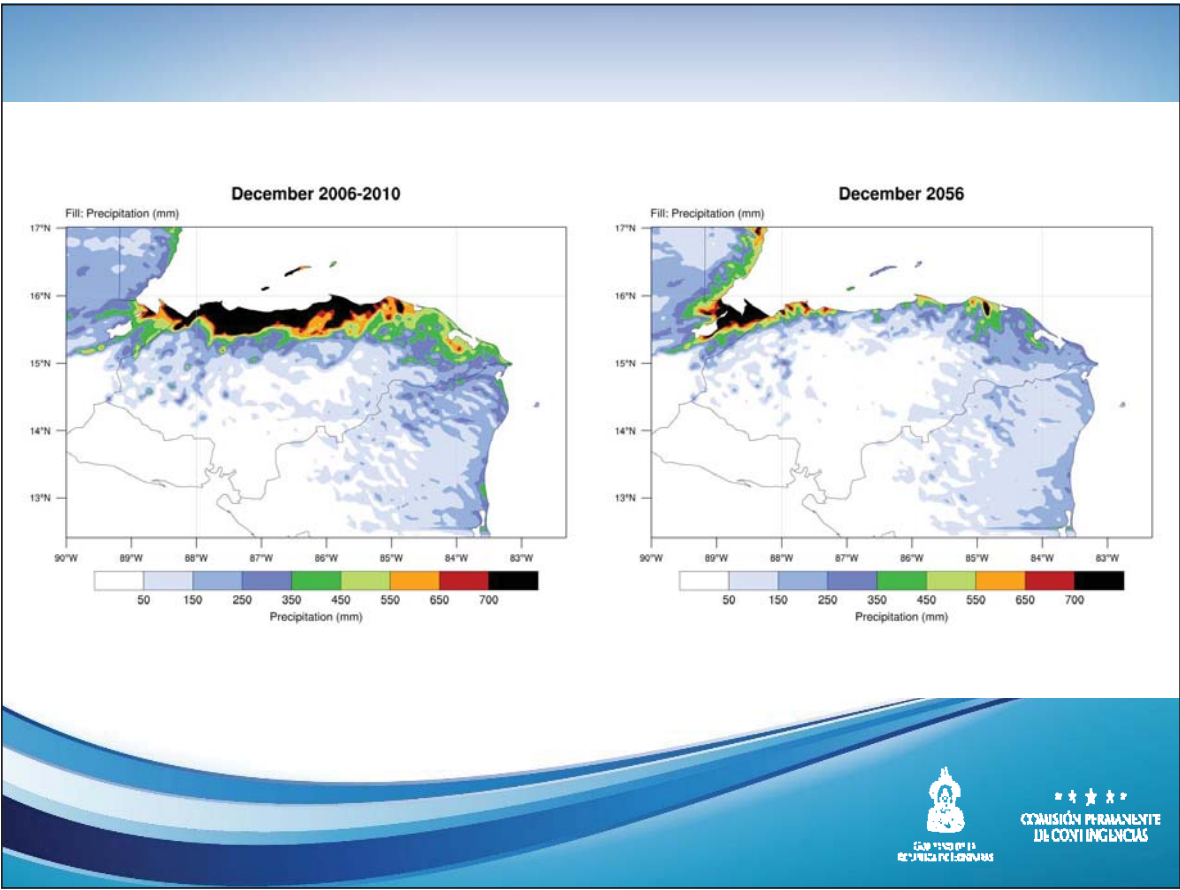 December 2006-2010
Fill: Precipitation (mm)
17°N
16°N
15°N
14°N
13°N
90°W 89°W 88°W 87°W 86°W 85°W 84°W 83°W
50 150 250 350 450 550 650 700
Precipitation (mm)
December 2056
Fill: Precipitation (mm)
17°N
16°N
15°N
14°N
13°N
90°W 89°W 88°W 87°W 86°W 85°W 84°W 83°W
50 150 250 350 450 550 650 700
Precipitation (mm)
COMISIÓN PERMANENTE
DE CONTINGENCIAS